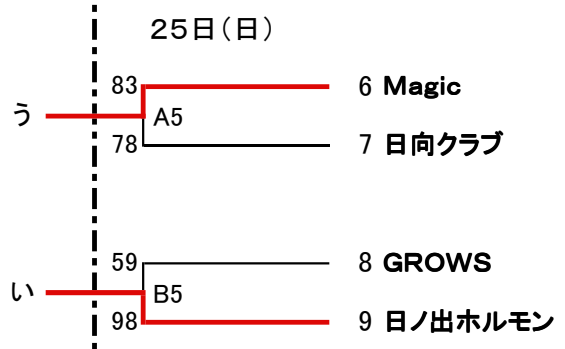 25日(日)
83 6 Magic
う A5
78 7 日向クラブ
59 8 GROWS
い B5
98 9 日ノ出ホルモン